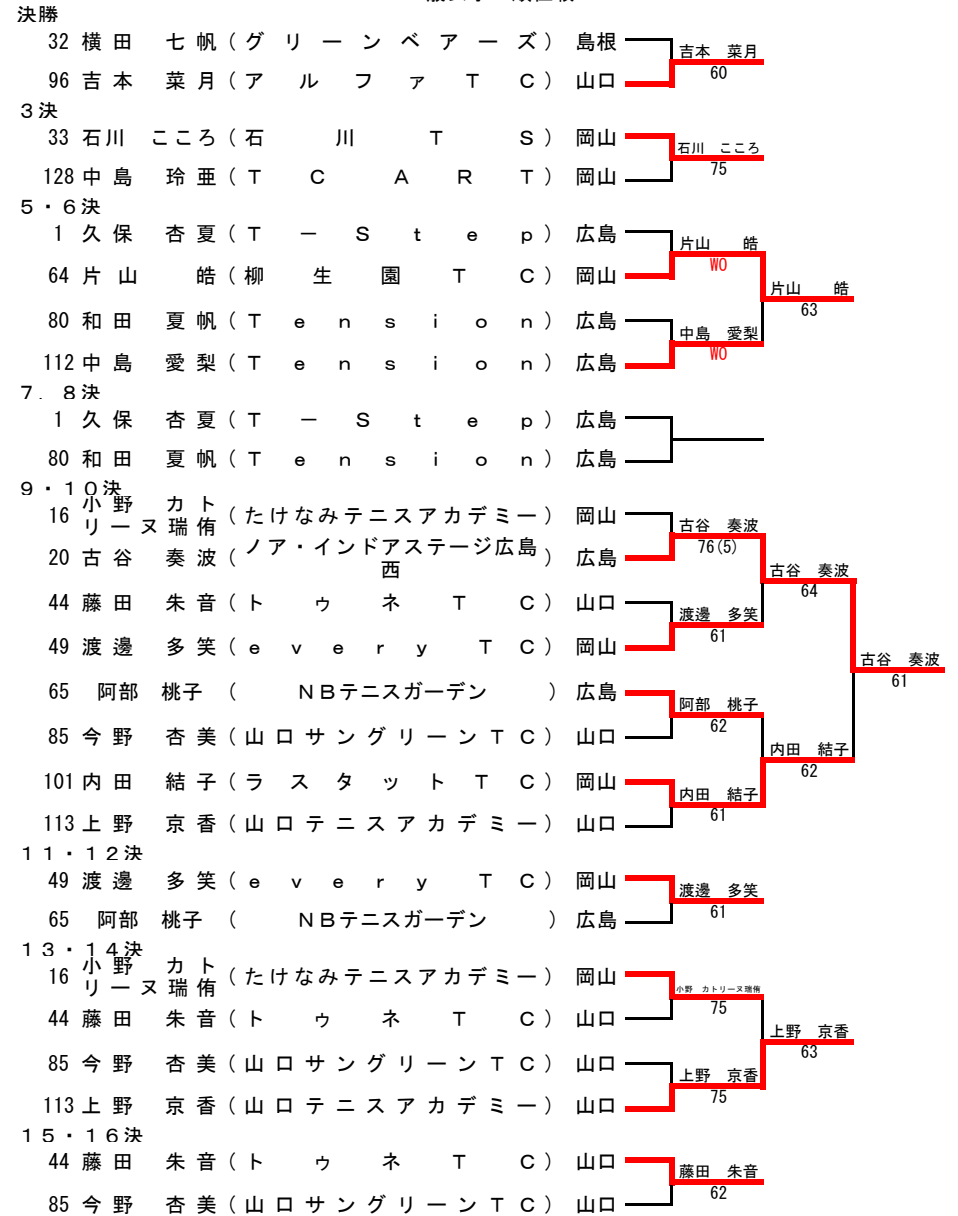 決勝
32 横田 七帆 (グリーンベアーズ) 島根
吉本 菜月
60
96 吉本 菜月 (アルファTC) 山口
3決
33 石川 こころ (石川TS) 岡山
石川 こころ
75
128 中島 玲亜 (TCART) 岡山
5・6決
1 久保 杏夏 (T-Step) 広島
片山 皓
WO
64 片山 皓 (柳生園TC) 岡山
片山 皓
63
80 和田 夏帆 (Tension) 広島
中島 愛梨
WO
112 中島 愛梨 (Tension) 広島
7.8決
1 久保 杏夏 (T-Step) 広島
80 和田 夏帆 (Tension) 広島
9・10決
16 小野 カトリーヌ瑞侑 (たけなみテニスアカデミー) 岡山
古谷 奏波
76(5)
20 古谷 奏波 (ノア・インドアステージ広島西) 広島
古谷 奏波
64
44 藤田 朱音 (トゥネTC) 山口
渡邊 多笑
61
49 渡邊 多笑 (everyTC) 岡山
古谷 奏波
61
65 阿部 桃子 (NBテニスガーデン) 広島
阿部 桃子
62
85 今野 杏美 (山口サングリーンTC) 山口
内田 結子
62
101 内田 結子 (ラスタットTC) 岡山
内田 結子
61
113 上野 京香 (山口テニスアカデミー) 山口
11・12決
49 渡邊 多笑 (everyTC) 岡山
渡邊 多笑
61
65 阿部 桃子 (NBテニスガーデン) 広島
13・14決
16 小野 カトリーヌ瑞侑 (たけなみテニスアカデミー) 岡山
小野 カトリーヌ瑞侑
75
44 藤田 朱音 (トゥネTC) 山口
上野 京香
63
85 今野 杏美 (山口サングリーンTC) 山口
上野 京香
75
113 上野 京香 (山口テニスアカデミー) 山口
15・16決
44 藤田 朱音 (トゥネTC) 山口
藤田 朱音
62
85 今野 杏美 (山口サングリーンTC) 山口